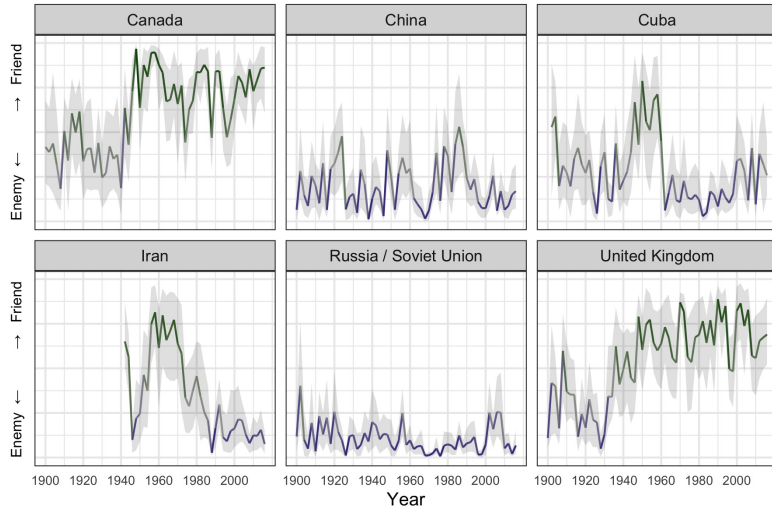 Canada
China
Cuba
Enemy ← → Friend
Iran
Russia / Soviet Union
United Kingdom
Enemy ← → Friend
1900 1920 1940 1960 1980 2000
1900 1920 1940 1960 1980 2000
1900 1920 1940 1960 1980 2000
Year